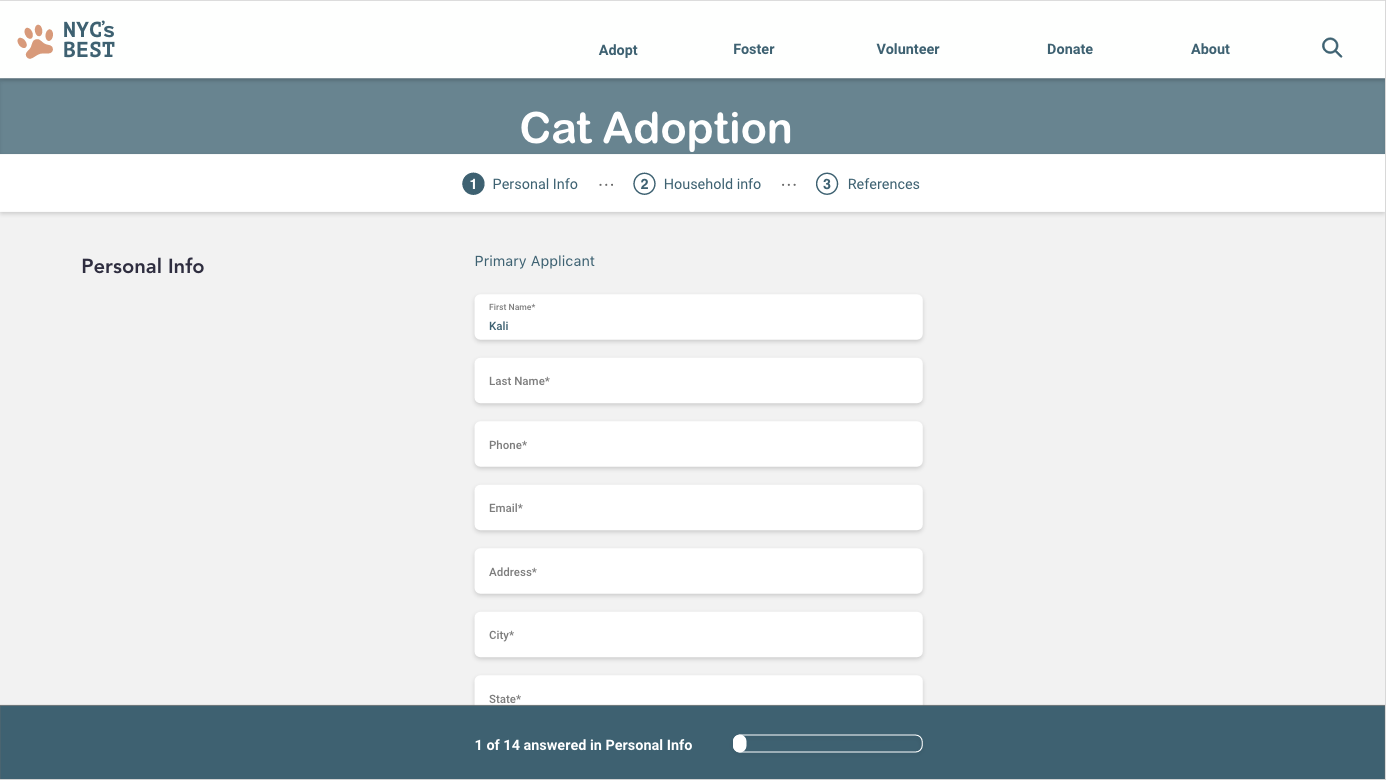 NYC's
BEST
Adopt
Foster
Volunteer
Donate
About
Cat Adoption
1 Personal Info ... 2 Household info ... 3 References
Personal Info
Primary Applicant
First Name*
Kali
Last Name*
Phone*
Email*
Address*
City*
State*
1 of 14 answered in Personal Info